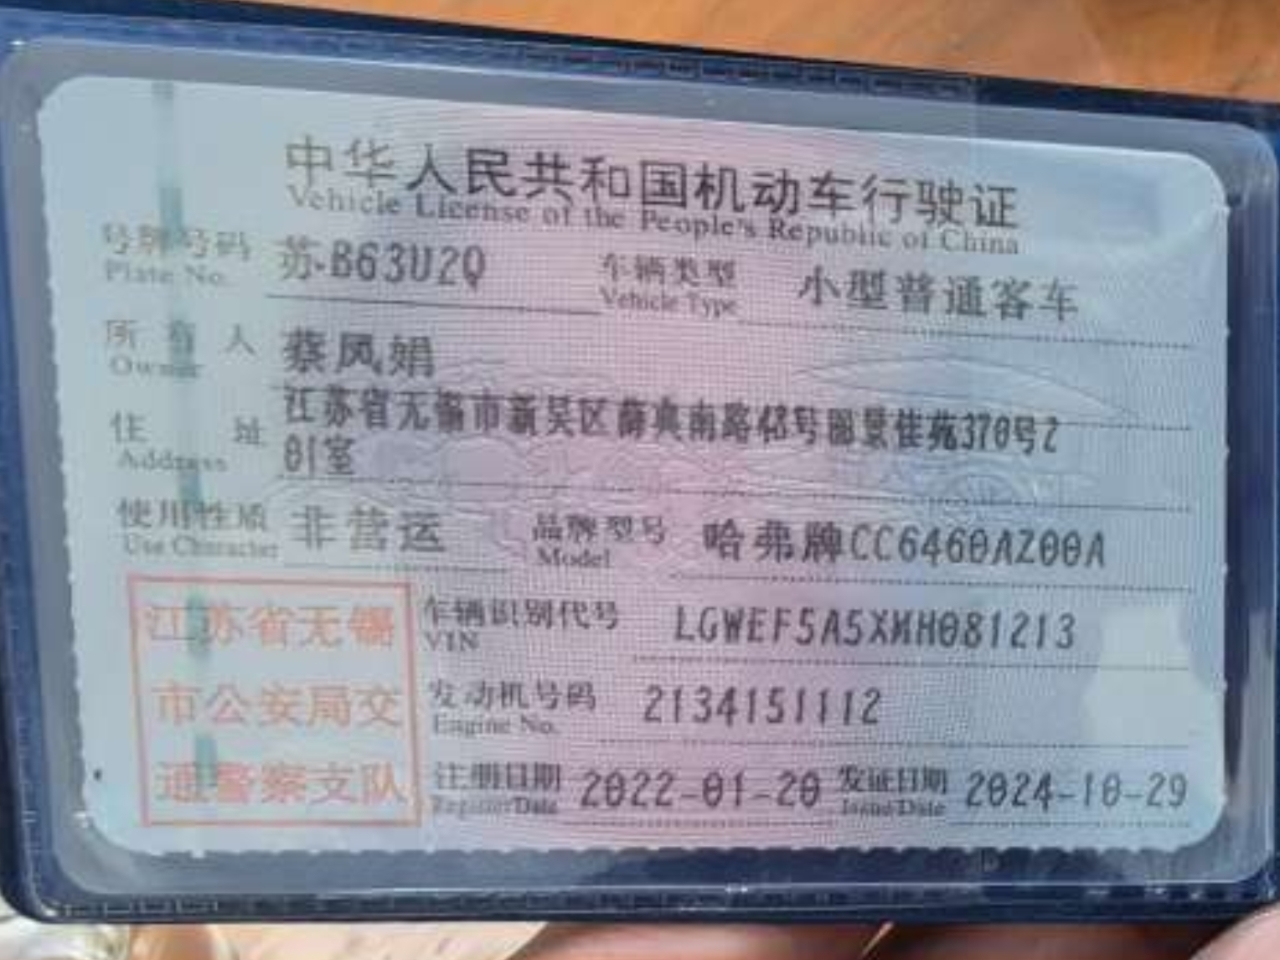 中华人民共和国机动车行驶证
Vehicle License of the People's Republic of China
号牌号码 苏·B63U2Q 车辆类型 小型普通客车
Plate No. Vehicle Type
所有人 蔡凤娟
Owner
住址 江苏省无锡市新吴区薛典南路48号丽景佳苑370号2
Address 01室
使用性质 非营运 品牌型号 哈弗牌CC6460AZ00A
Use Character Model
江苏省无锡 车辆识别代号 LGWEF5A5XNH081213
VIN
市公安局交 发动机号码 2134151112
Engine No.
通警察支队 注册日期 2022-01-20 发证日期 2024-10-29
Register Date Issue Date